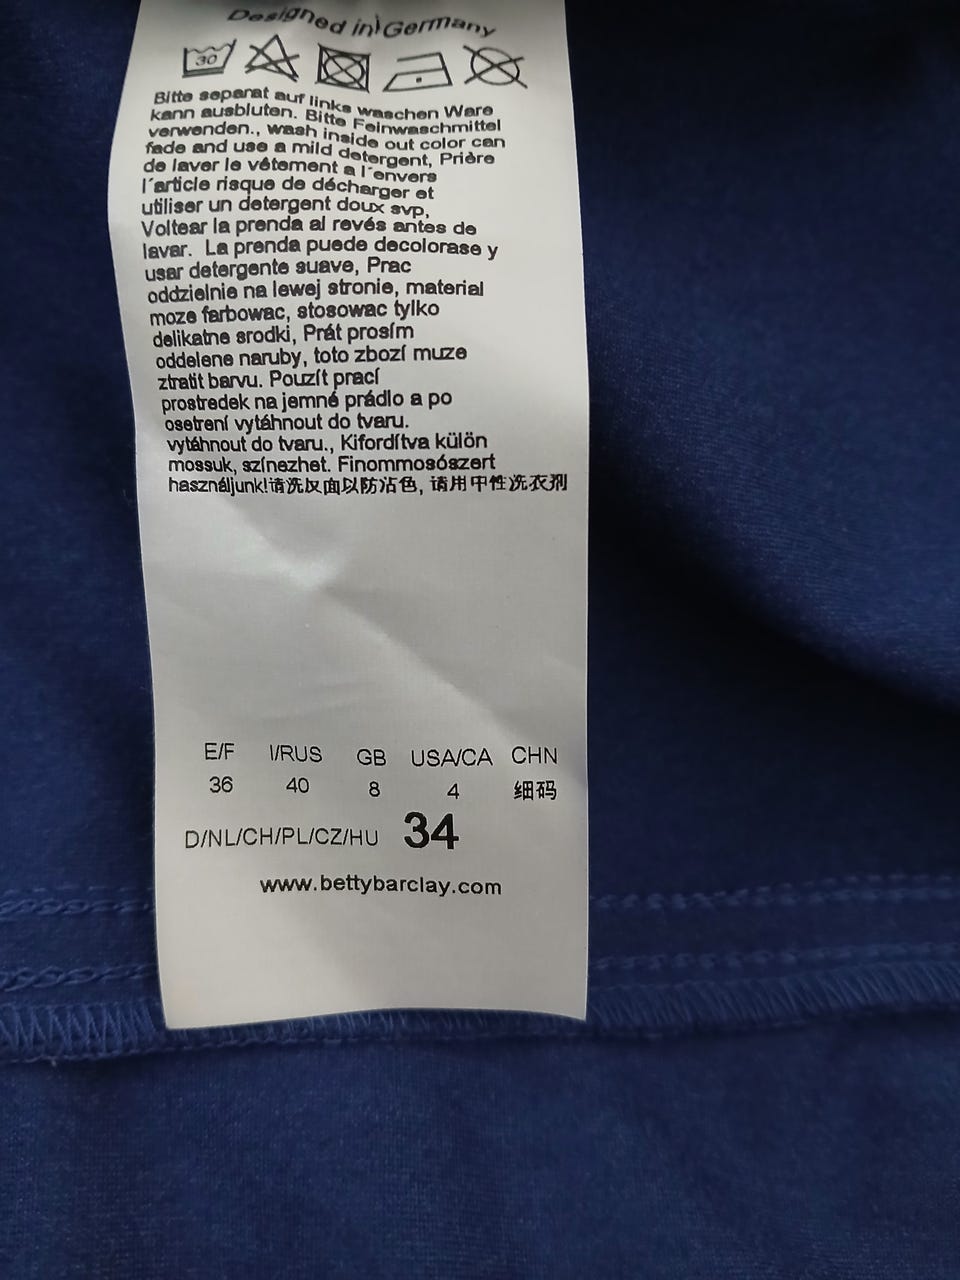 Designed in Germany
30
Bitte separat auf links waschen Ware
kann ausbluten. Bitte Feinwaschmittel
verwenden., wash inside out color can
fade and use a mild detergent, Prière
de laver le vêtement a l´envers
l´article risque de décharger et
utiliser un detergent doux svp,
Voltear la prenda al revés antes de
lavar. La prenda puede decolorase y
usar detergente suave, Prac
oddzielnie na lewej stronie, material
moze farbowac, stosowac tylko
delikatne srodki, Prát prosím
oddelene naruby, toto zbozí muze
ztratit barvu. Pouzít prací
prostredek na jemné prádlo a po
osetrení vytáhnout do tvaru.
vytáhnout do tvaru., Kifordítva külön
mossuk, színezhet. Finommosószert
használjunk!请洗反面以防沾色, 请用中性洗衣剂
E/F I/RUS GB USA/CA CHN
36 40 8 4 细码
D/NL/CH/PL/CZ/HU 34
www.bettybarclay.com